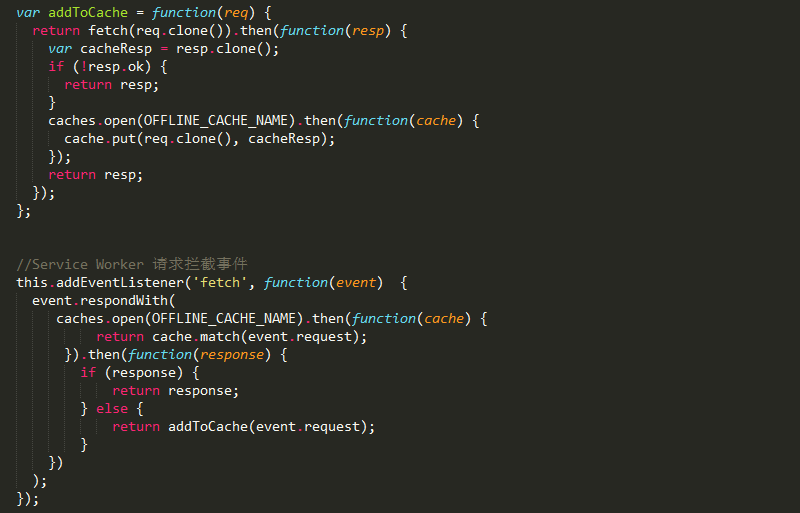 var addToCache = function(req) {
  return fetch(req.clone()).then(function(resp) {
    var cacheResp = resp.clone();
    if (!resp.ok) {
      return resp;
    }
    caches.open(OFFLINE_CACHE_NAME).then(function(cache) {
      cache.put(req.clone(), cacheResp);
    });
    return resp;
  });
};
//Service Worker 请求拦截事件
this.addEventListener('fetch', function(event)  {
  event.respondWith(
     caches.open(OFFLINE_CACHE_NAME).then(function(cache) {
          return cache.match(event.request);
      }).then(function(response) {
        if (response) {
            return response;
        } else {
            return addToCache(event.request);
        }
    })
  );
});